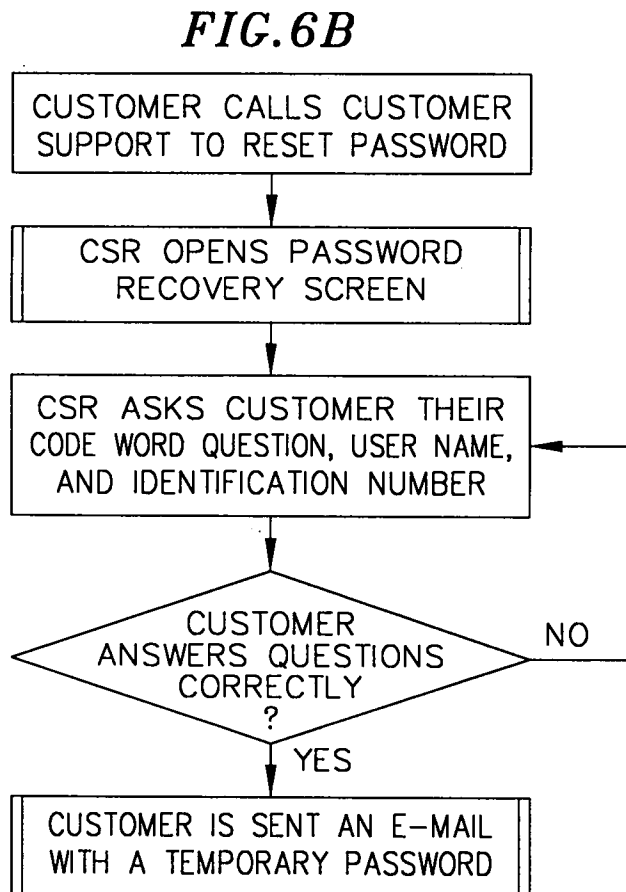 FIG.6B
CUSTOMER CALLS CUSTOMER
SUPPORT TO RESET PASSWORD
CSR OPENS PASSWORD
RECOVERY SCREEN
CSR ASKS CUSTOMER THEIR
CODE WORD QUESTION, USER NAME,
AND IDENTIFICATION NUMBER
CUSTOMER
ANSWERS QUESTIONS
CORRECTLY
?
NO
YES
CUSTOMER IS SENT AN E-MAIL
WITH A TEMPORARY PASSWORD